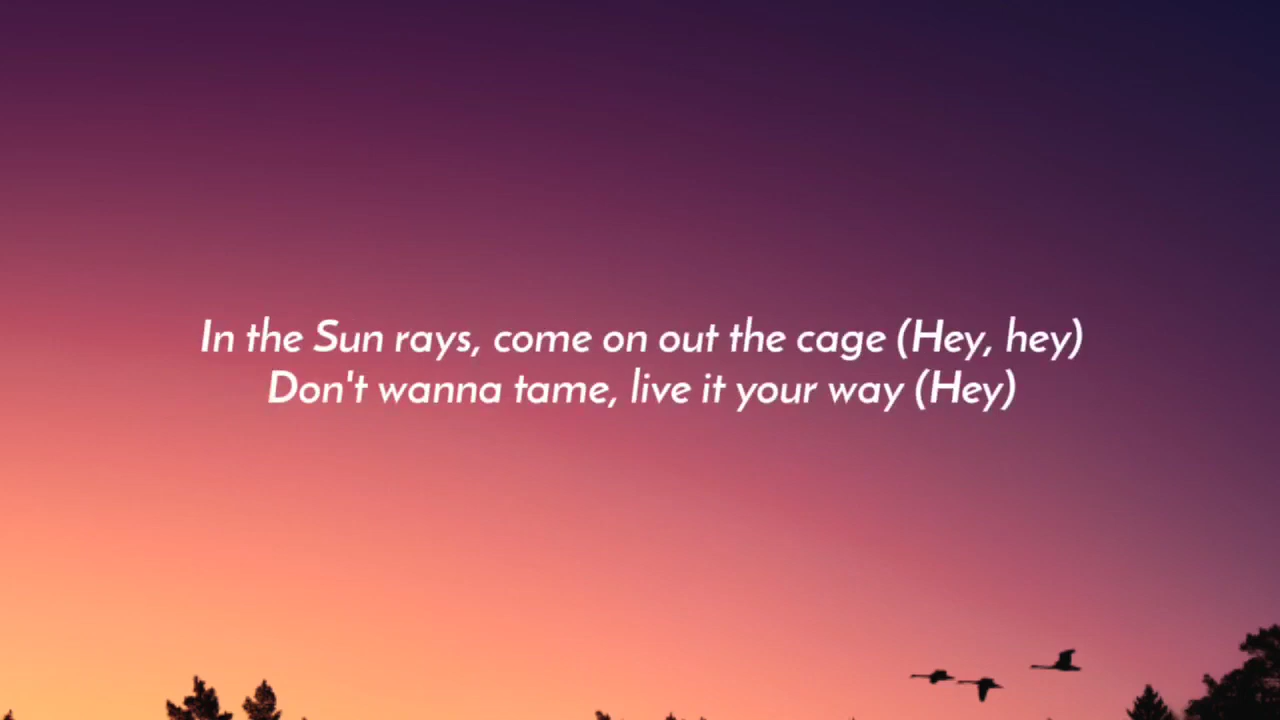 In the Sun rays, come on out the cage (Hey, hey)
Don't wanna tame, live it your way (Hey)